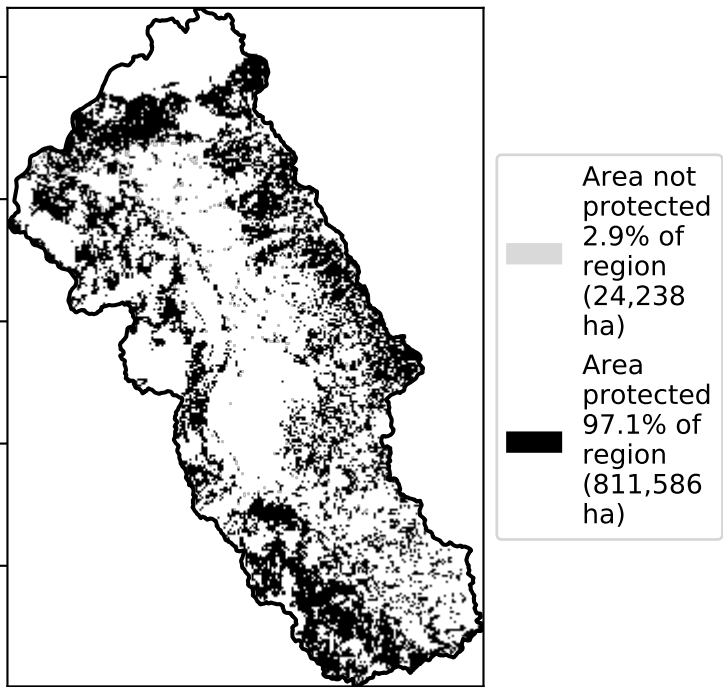 Area not
protected
2.9% of
region
(24,238
ha)
Area
protected
97.1% of
region
(811,586
ha)